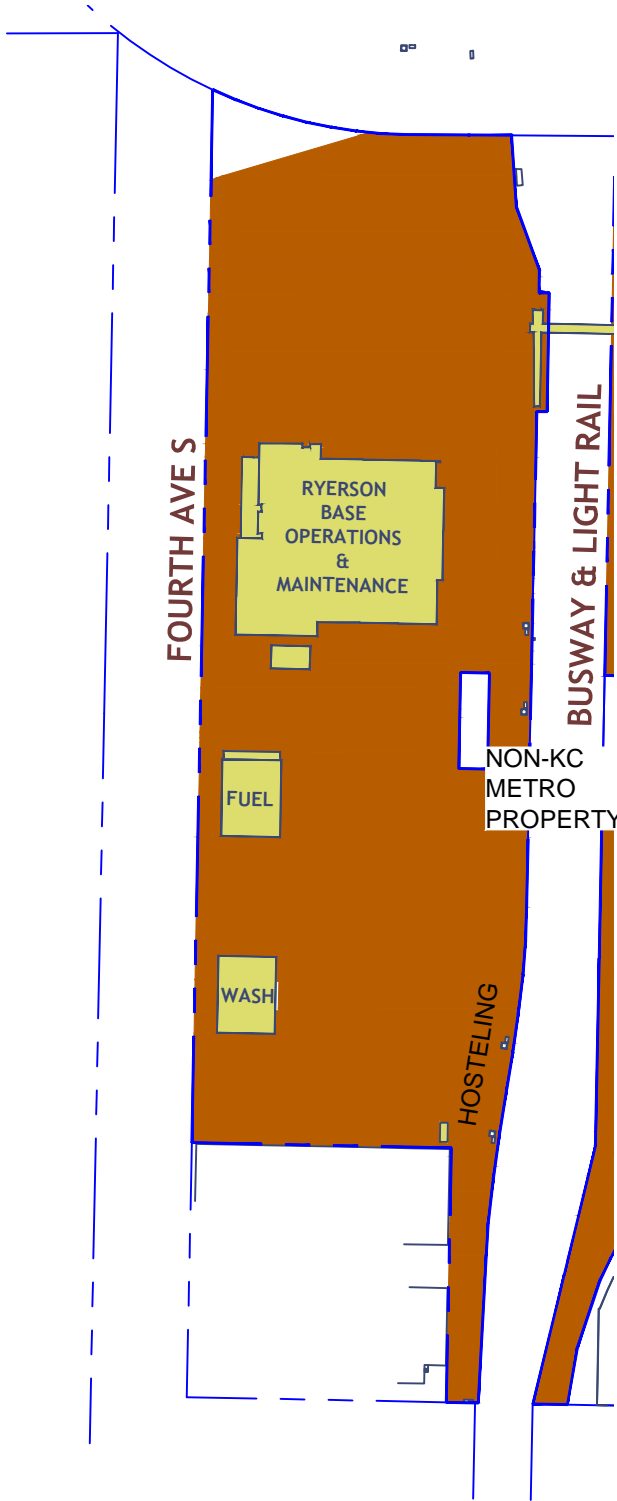 FOURTH AVE S
RYERSON
BASE
OPERATIONS
&
MAINTENANCE
BUSWAY & LIGHT RAIL
NON-KC
METRO
PROPERTY
FUEL
WASH
HOSTELING